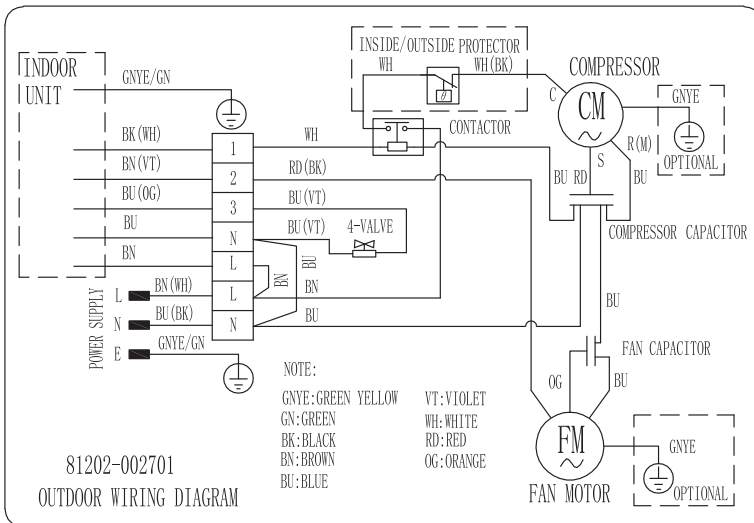 INSIDE/OUTSIDE PROTECTOR
WH
WH(BK)
θ
INDOOR
UNIT
GNYE/GN
COMPRESSOR
C
CM
GNYE
OPTIONAL
R(M)
S
CONTACTOR
BK(WH)
1
WH
BN(VT)
2
RD(BK)
BU
RD
BU
BU(OG)
3
BU(VT)
BU
N
BU(VT)
4-VALVE
COMPRESSOR CAPACITOR
BN
L
BN
BU
POWER SUPPLY
L
BN(WH)
L
BN
N
BU(BK)
N
BU
BU
E
GNYE/GN
FAN CAPACITOR
OG
BU
NOTE:
GNYE:GREEN YELLOW
GN:GREEN
BK:BLACK
BN:BROWN
BU:BLUE
VT:VIOLET
WH:WHITE
RD:RED
OG:ORANGE
FM
GNYE
OPTIONAL
FAN MOTOR
81202-002701
OUTDOOR WIRING DIAGRAM